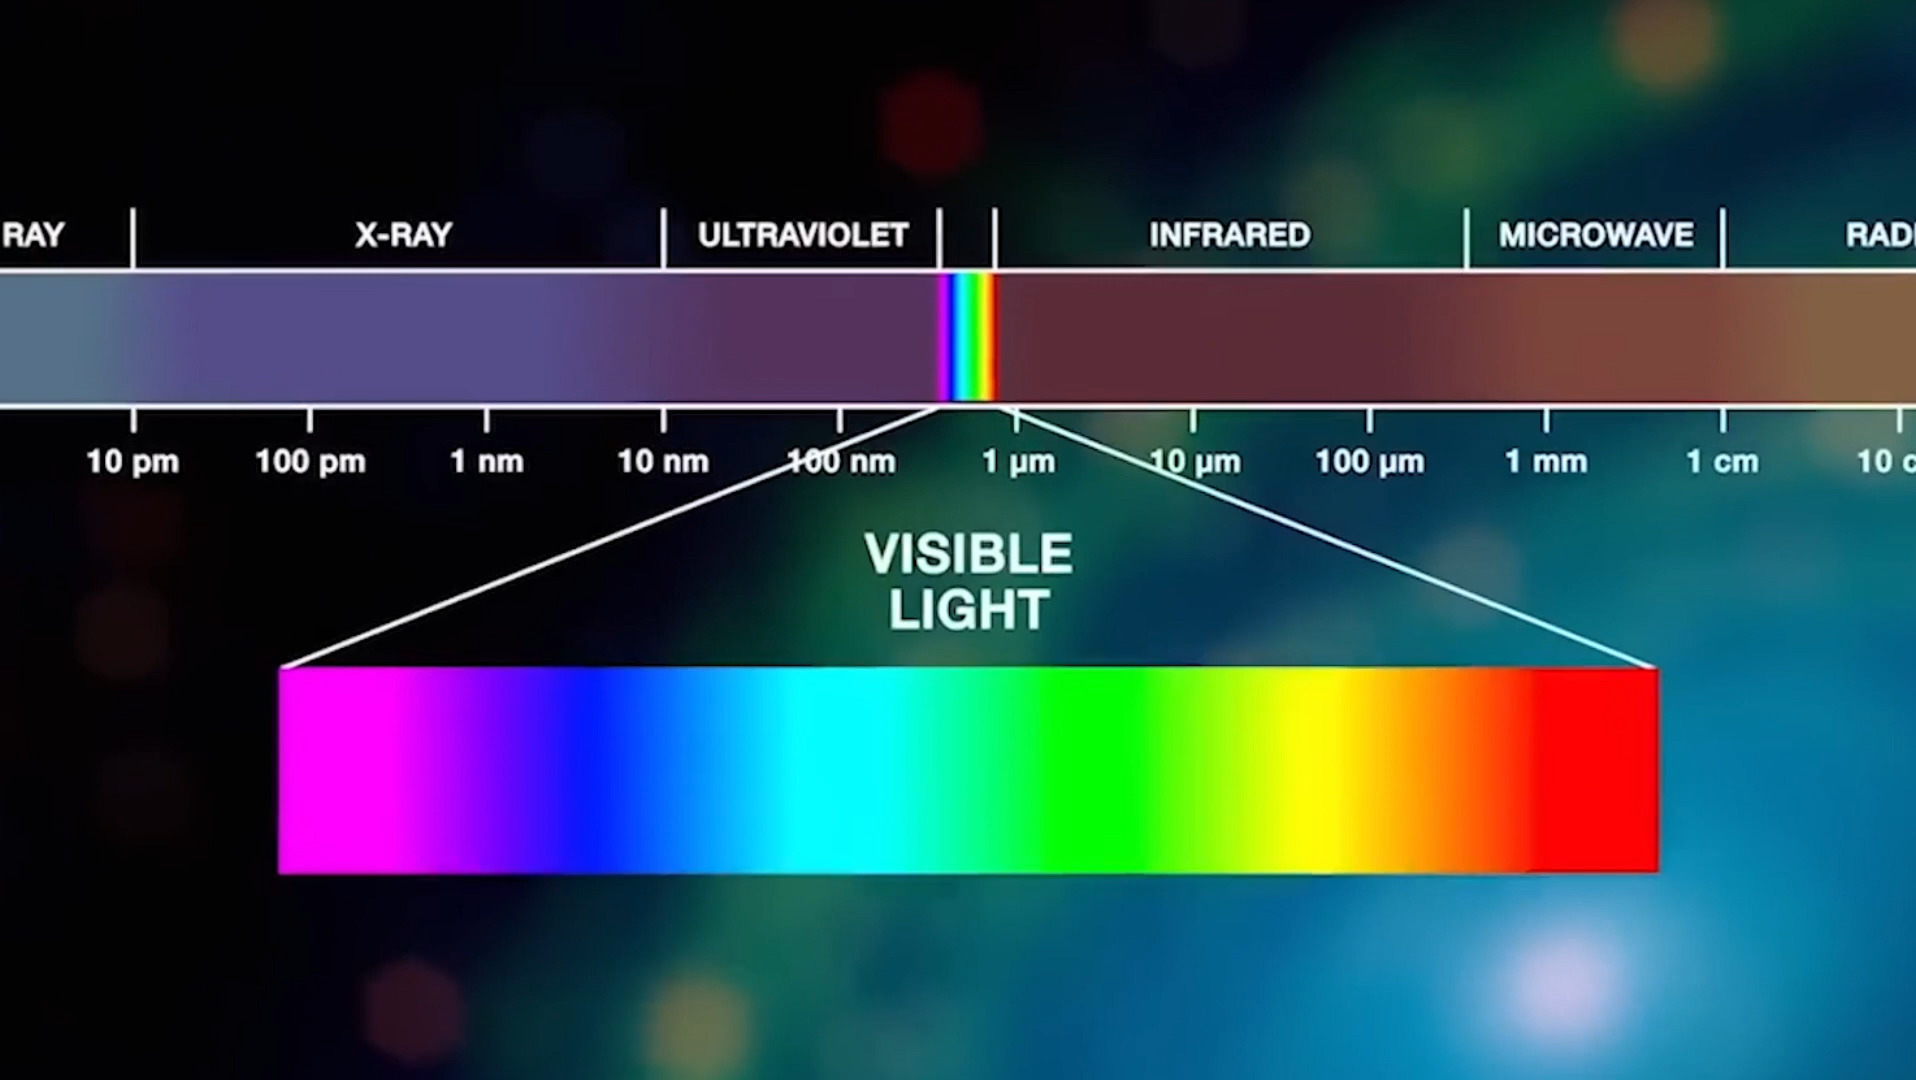 RAY X-RAY ULTRAVIOLET INFRARED MICROWAVE RADI
10 pm 100 pm 1 nm 10 nm 100 nm 1 µm 10 µm 100 µm 1 mm 1 cm 10 c
VISIBLE
LIGHT